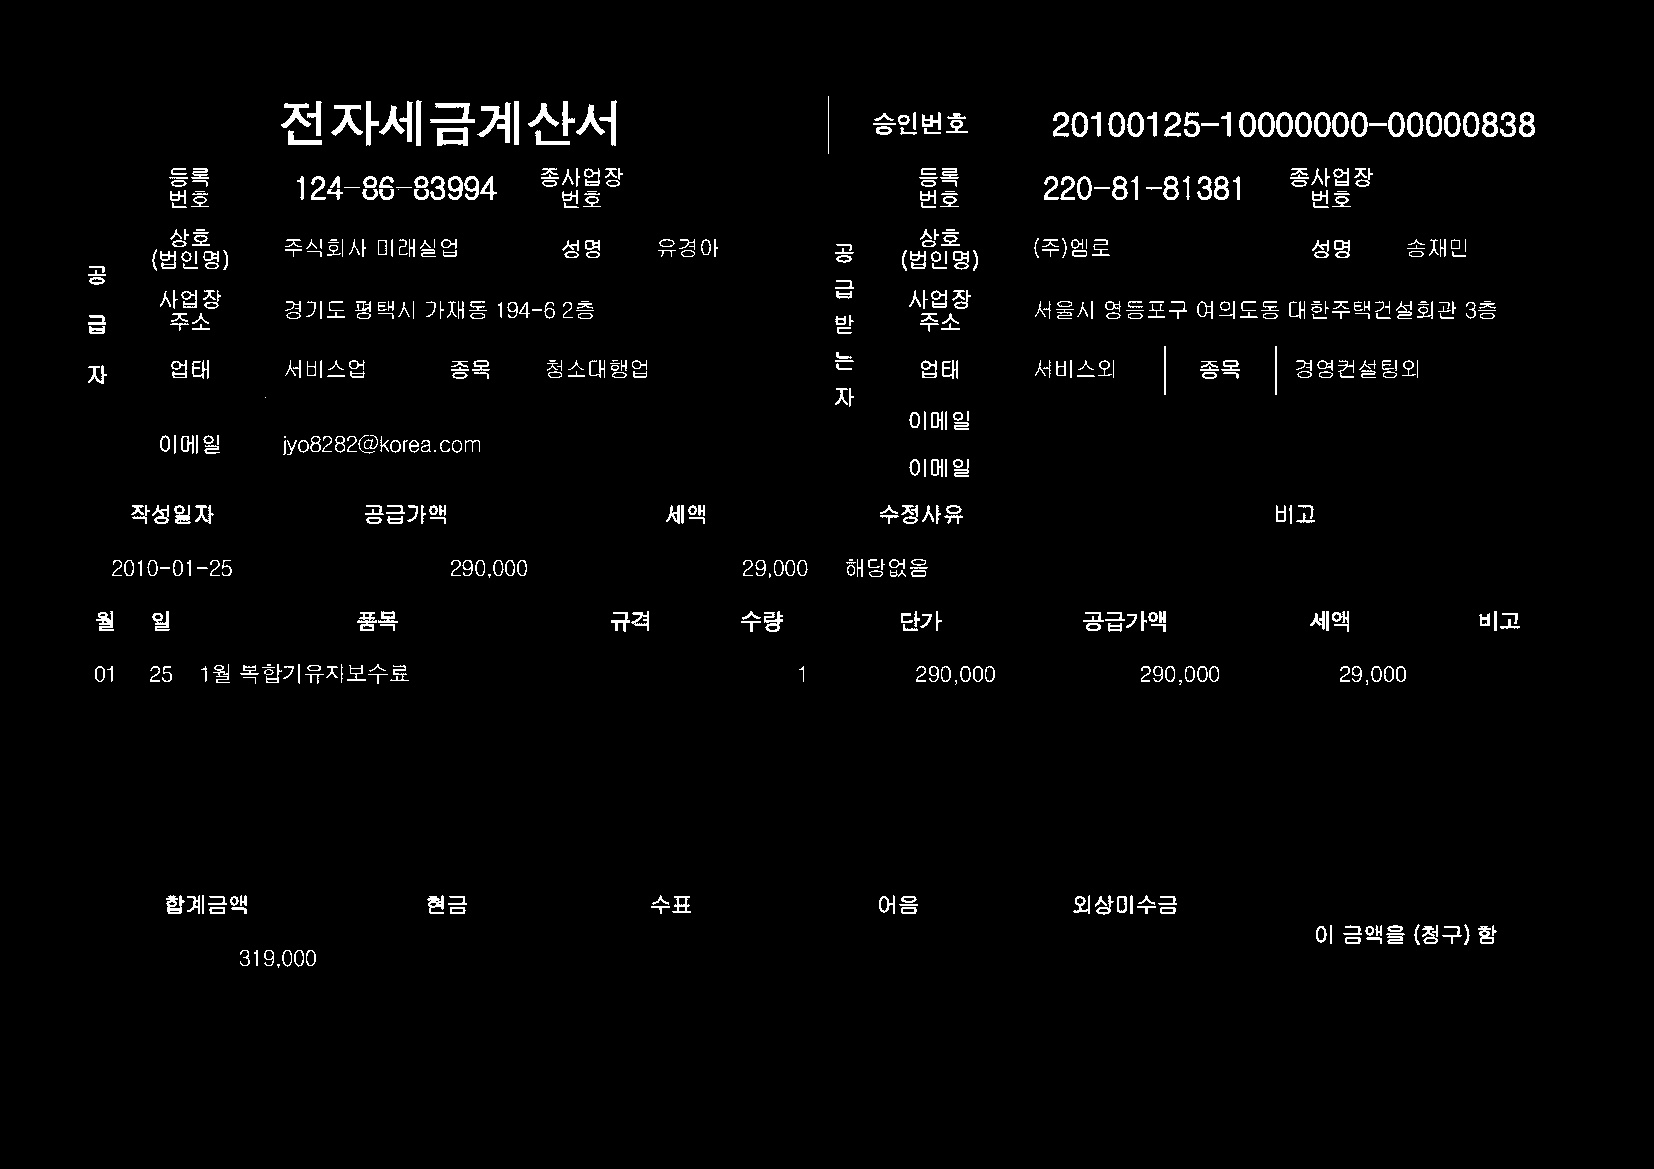 전자세금계산서 승인번호 20100125-10000000-00000838
등록번호 124-86-83994 종사업장번호 등록번호 220-81-81381 종사업장번호
상호(법인명) 주식회사 미래실업 성명 유경아 상호(법인명) (주)엠로 성명 송재민
공급자 공급받는자
사업장주소 경기도 평택시 가재동 194-6 2층 사업장주소 서울시 영등포구 여의도동 대한주택건설회관 3층
업태 서비스업 종목 청소대행업 업태 서비스외 종목 경영컨설팅외
이메일 jyo8282@korea.com 이메일
이메일
작성일자 공급가액 세액 수정사유 비고
2010-01-25 290,000 29,000 해당없음
월 일 품목 규격 수량 단가 공급가액 세액 비고
01 25 1월 복합기유지보수료 1 290,000 290,000 29,000
합계금액 현금 수표 어음 외상미수금
이 금액을 (청구) 함
319,000